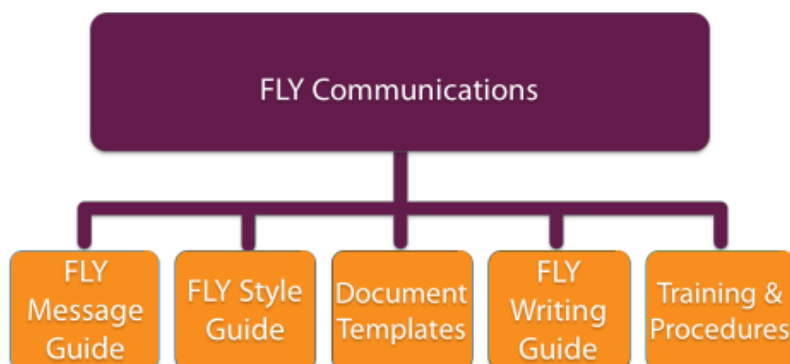 FLY Communications
FLY
Message
Guide
FLY Style
Guide
Document
Templates
FLY
Writing
Guide
Training &
Procedures